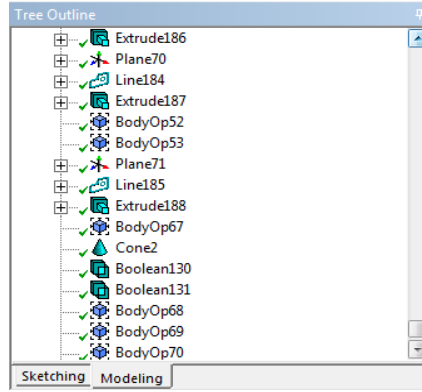 Tree Outline
Extrude186
Plane70
Line184
Extrude187
BodyOp52
BodyOp53
Plane71
Line185
Extrude188
BodyOp67
Cone2
Boolean130
Boolean131
BodyOp68
BodyOp69
BodyOp70
Sketching Modeling